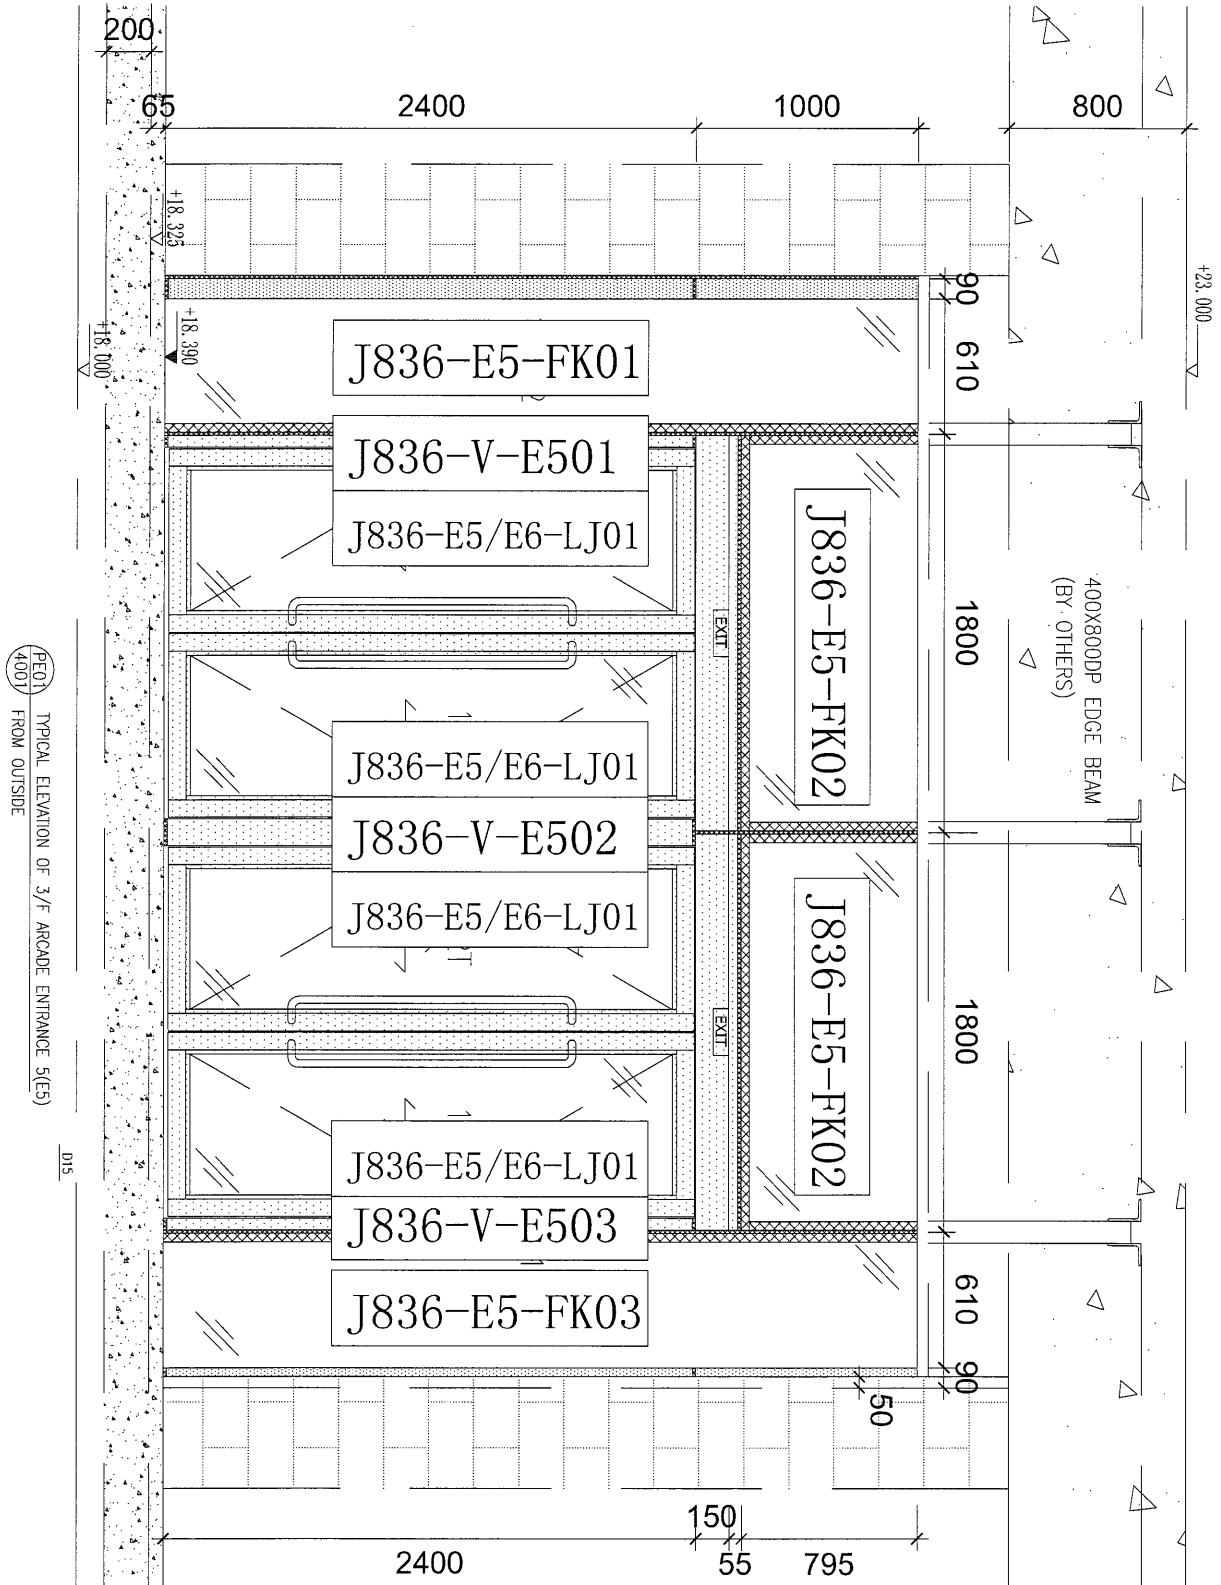 200
65
2400
1000
800
+18.325
+18.390
+18.000
+23.000
90
610
1800
1800
610
90
50
J836-E5-FK01
J836-V-E501
J836-E5/E6-LJ01
J836-E5-FK02
EXIT
400X800DP EDGE BEAM
(BY OTHERS)
J836-E5/E6-LJ01
J836-V-E502
J836-E5/E6-LJ01
J836-E5-FK02
EXIT
J836-E5/E6-LJ01
J836-V-E503
J836-E5-FK03
2400
150
55
795
PE01
4001
TYPICAL ELEVATION OF 3/F ARCADE ENTRANCE 5(E5)
FROM OUTSIDE
D15